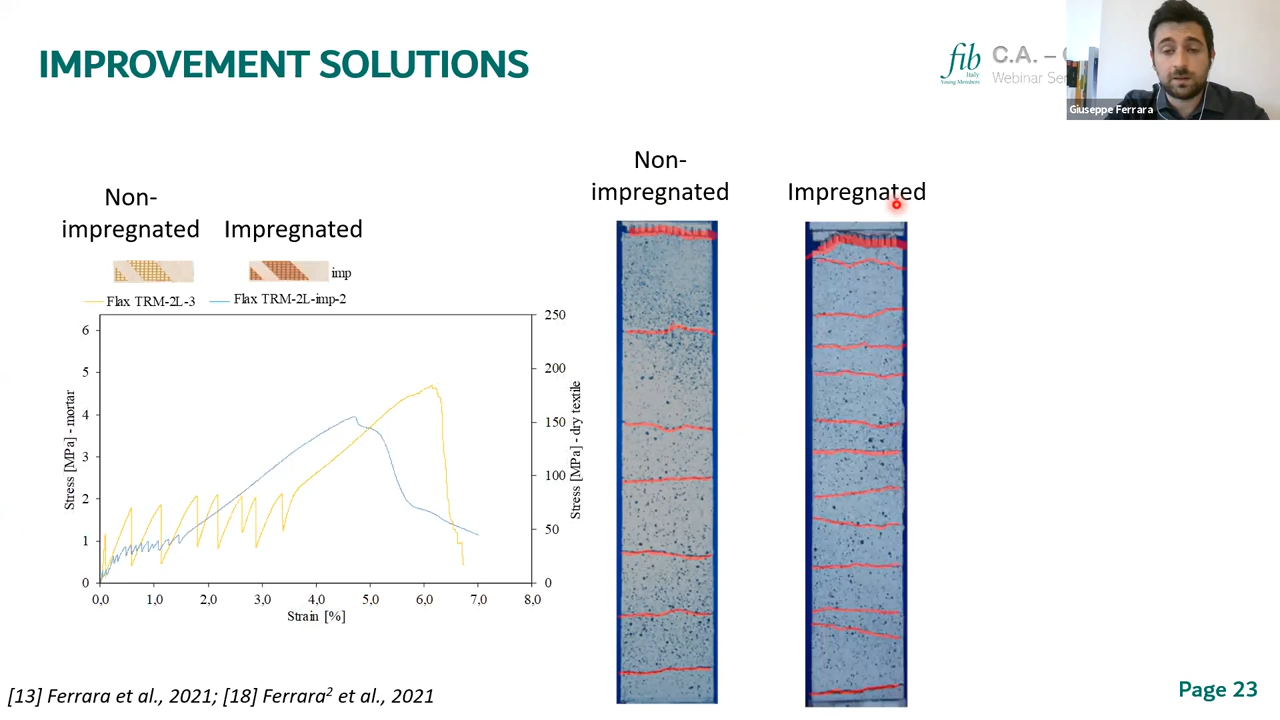 IMPROVEMENT SOLUTIONS
fib
Italy
Young Members
C.A. –
Webinar
Giuseppe Ferrara
Non-
impregnated
Impregnated
imp
Flax TRM-2L-3
Flax TRM-2L-imp-2
Stress [MPa] - mortar
6
5
4
3
2
1
0
250
200
150
100
50
0
Stress [MPa] - dry textile
0,0 1,0 2,0 3,0 4,0 5,0 6,0 7,0 8,0
Strain [%]
Non-
impregnated
Impregnated
[13] Ferrara et al., 2021; [18] Ferrara² et al., 2021
Page 23